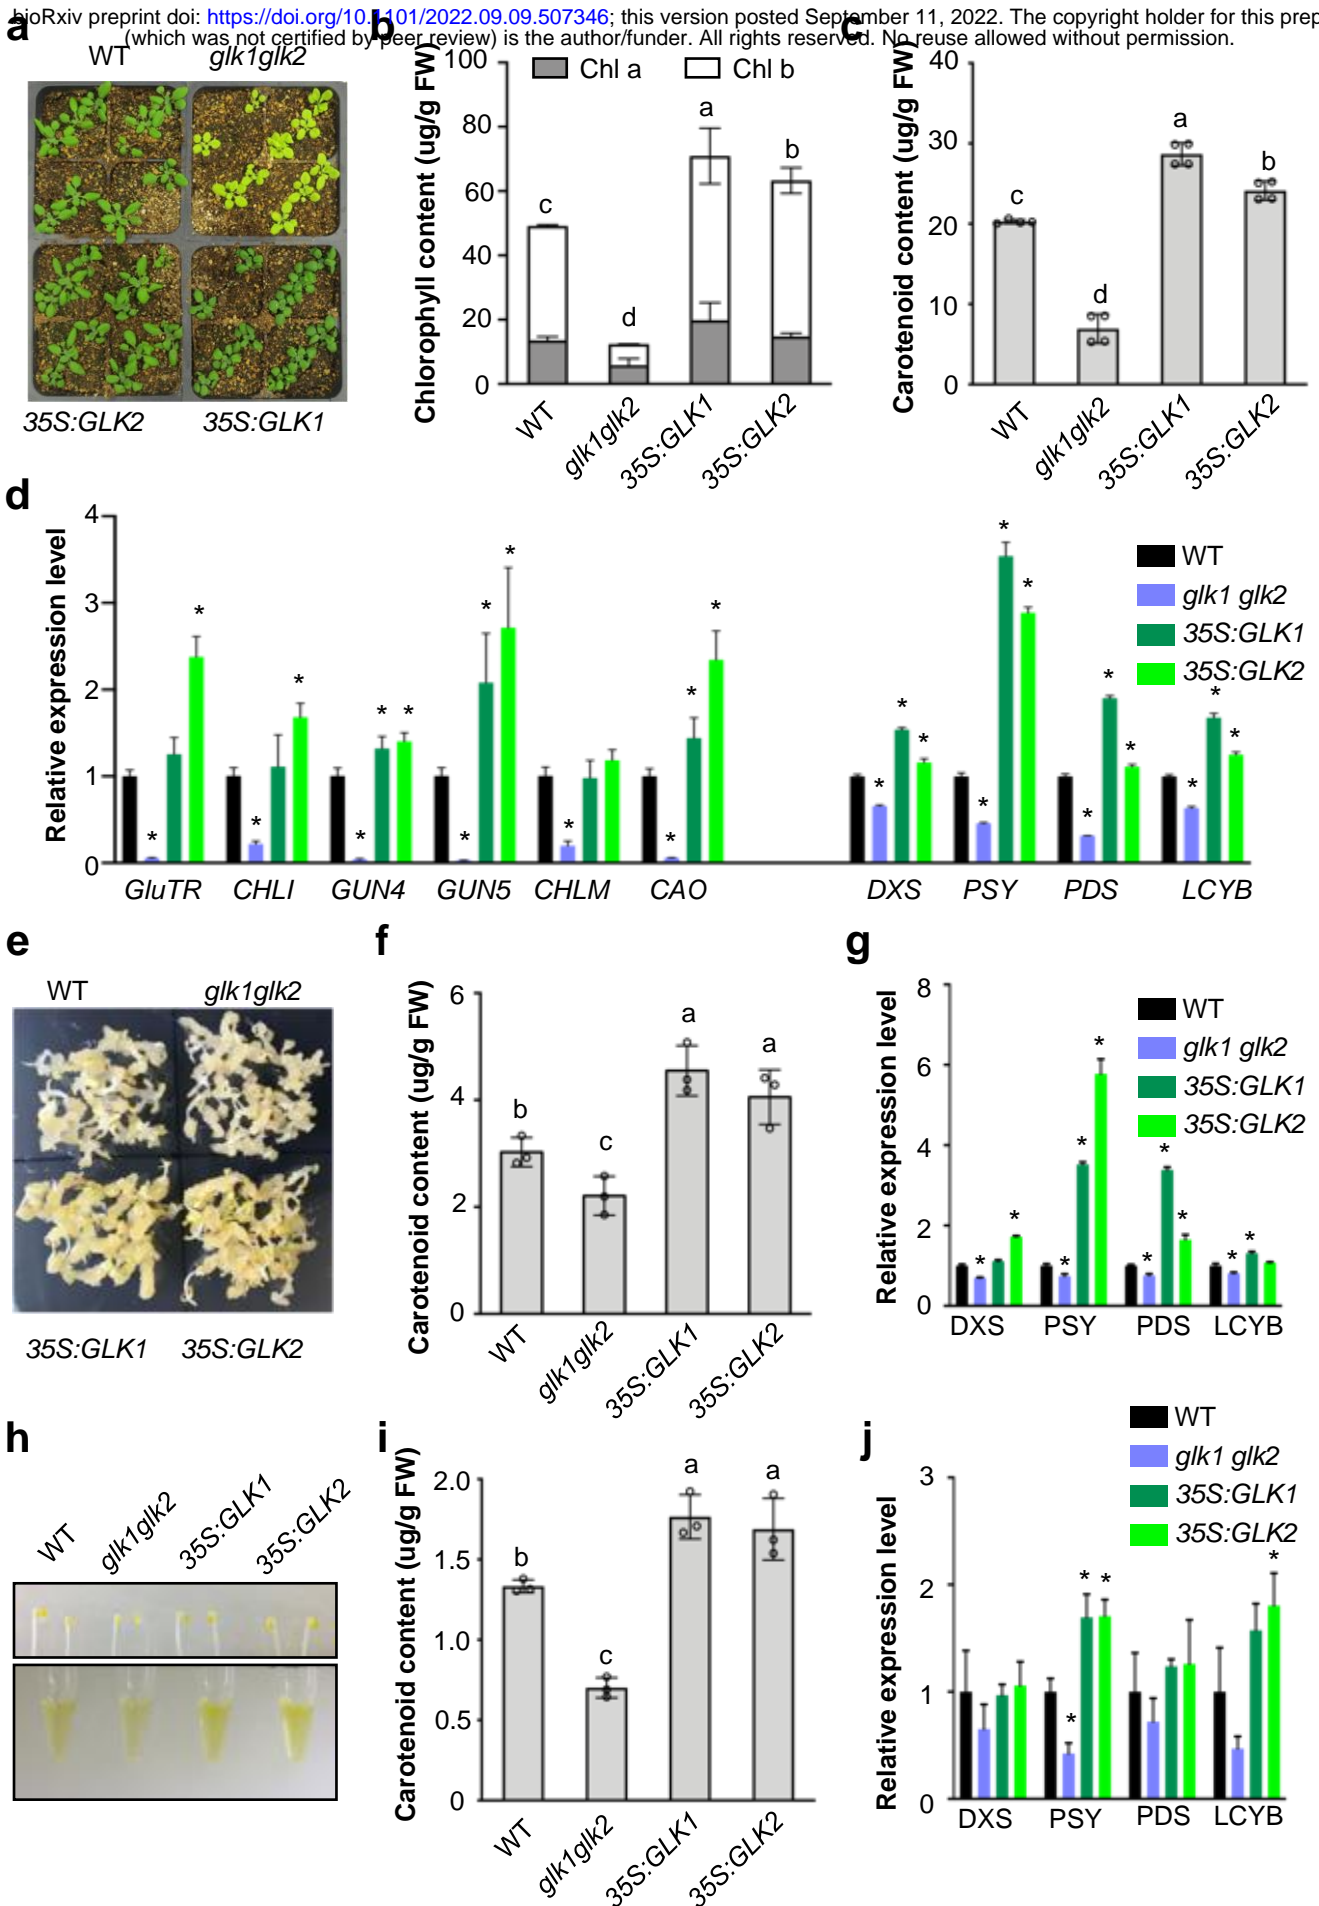 bioRxiv preprint doi: https://doi.org/10.1101/2022.09.09.507346; this version posted September 11, 2022. The copyright holder for this prep
(which was not certified by peer review) is the author/funder. All rights reserved. No reuse allowed without permission.
a
WT glk1glk2
35S:GLK2 35S:GLK1
b
Chlorophyll content (ug/g FW)
Chl a Chl b
100
80
60
40
20
0
c
d
a
b
WT glk1glk2 35S:GLK1 35S:GLK2
c
Carotenoid content (ug/g FW)
40
30
20
10
0
c
d
a
b
WT glk1glk2 35S:GLK1 35S:GLK2
d
Relative expression level
4
3
2
1
0
* * * * * * * * * * * * * *
* * * * * * * * * * * *
GluTR CHLI GUN4 GUN5 CHLM CAO DXS PSY PDS LCYB
WT
glk1 glk2
35S:GLK1
35S:GLK2
e
WT glk1glk2
35S:GLK1 35S:GLK2
f
Carotenoid content (ug/g FW)
6
4
2
0
b
c
a
a
WT glk1glk2 35S:GLK1 35S:GLK2
g
Relative expression level
8
6
4
2
0
* * * * * * * * * *
DXS PSY PDS LCYB
WT
glk1 glk2
35S:GLK1
35S:GLK2
h
WT glk1glk2 35S:GLK1 35S:GLK2
i
Carotenoid content (ug/g FW)
2.0
1.5
1.0
0.5
0
b
c
a
a
WT glk1glk2 35S:GLK1 35S:GLK2
j
Relative expression level
3
2
1
0
* * * *
DXS PSY PDS LCYB
WT
glk1 glk2
35S:GLK1
35S:GLK2